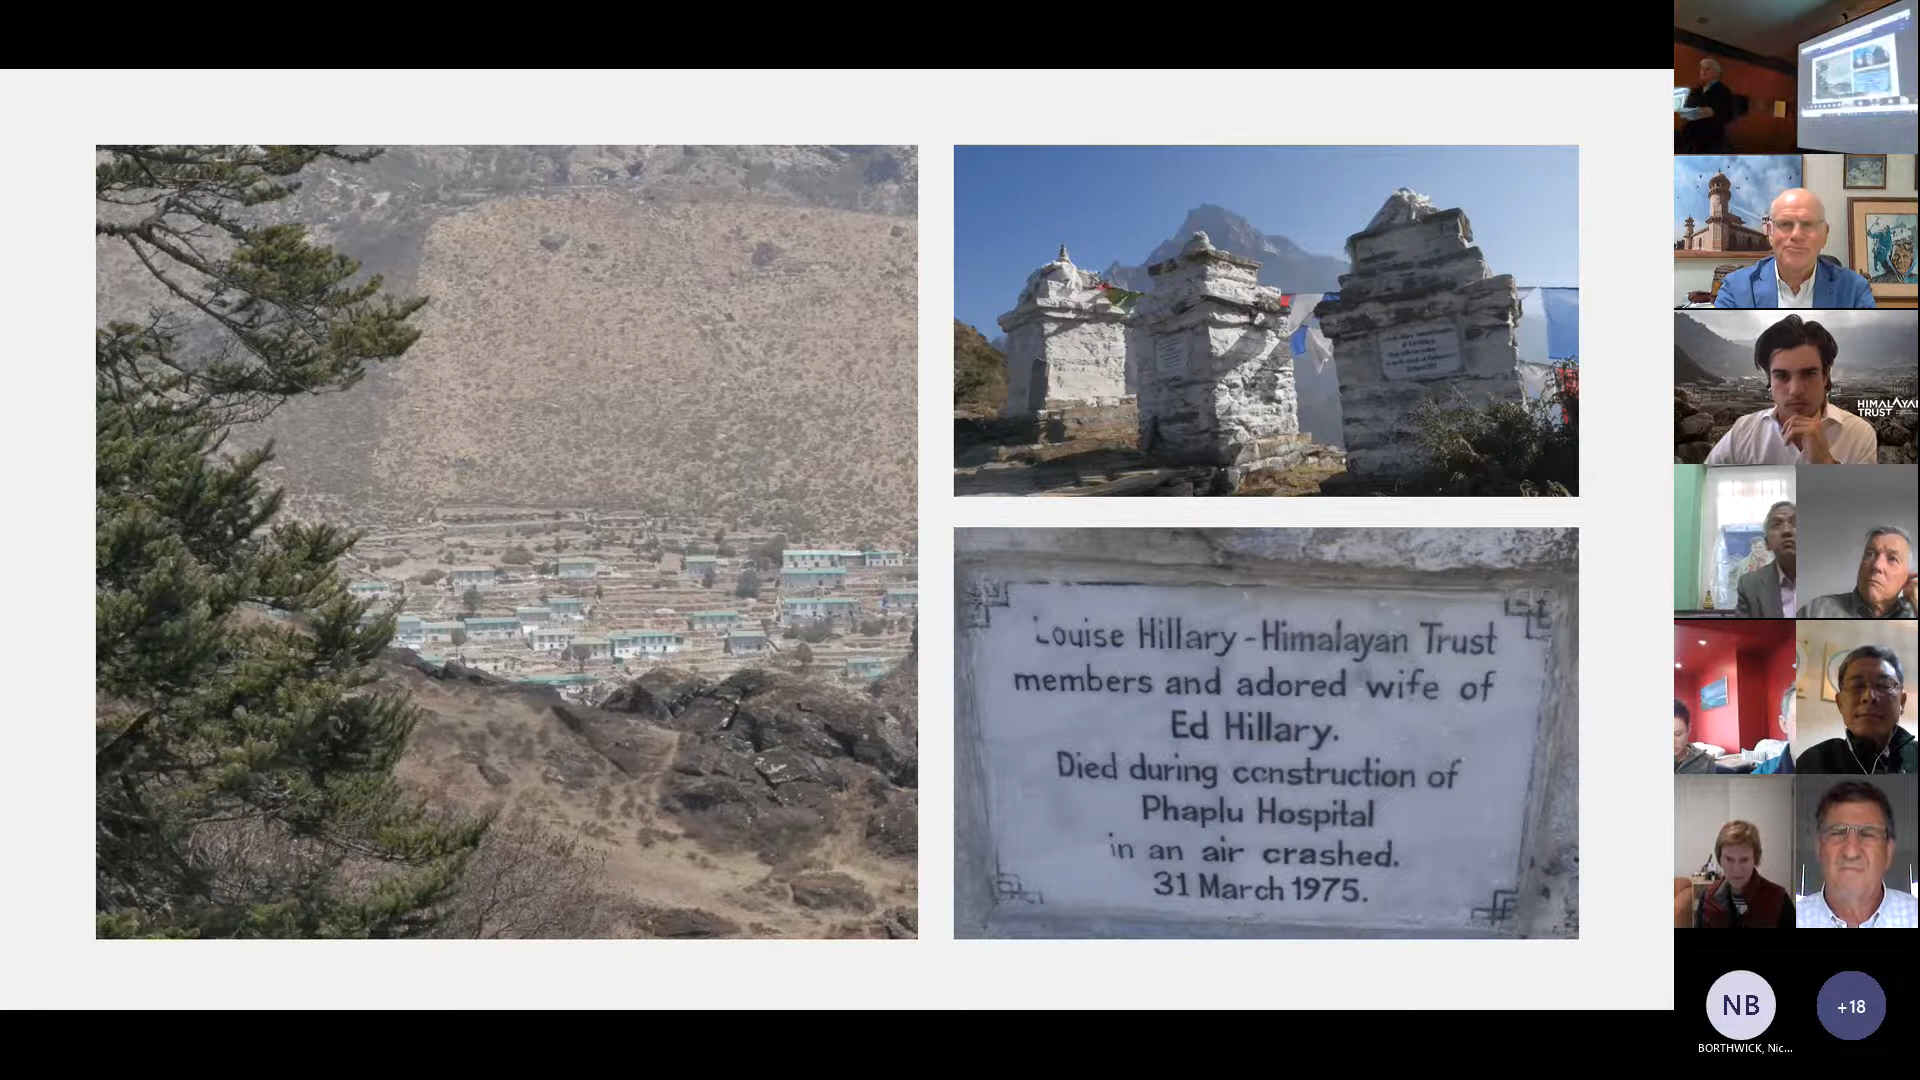 Louise Hillary - Himalayan Trust
members and adored wife of
Ed Hillary.
Died during construction of
Phaplu Hospital
in an air crashed.
31 March 1975.
HIMALAYAN
TRUST
NB
+18
BORTHWICK, Nic...